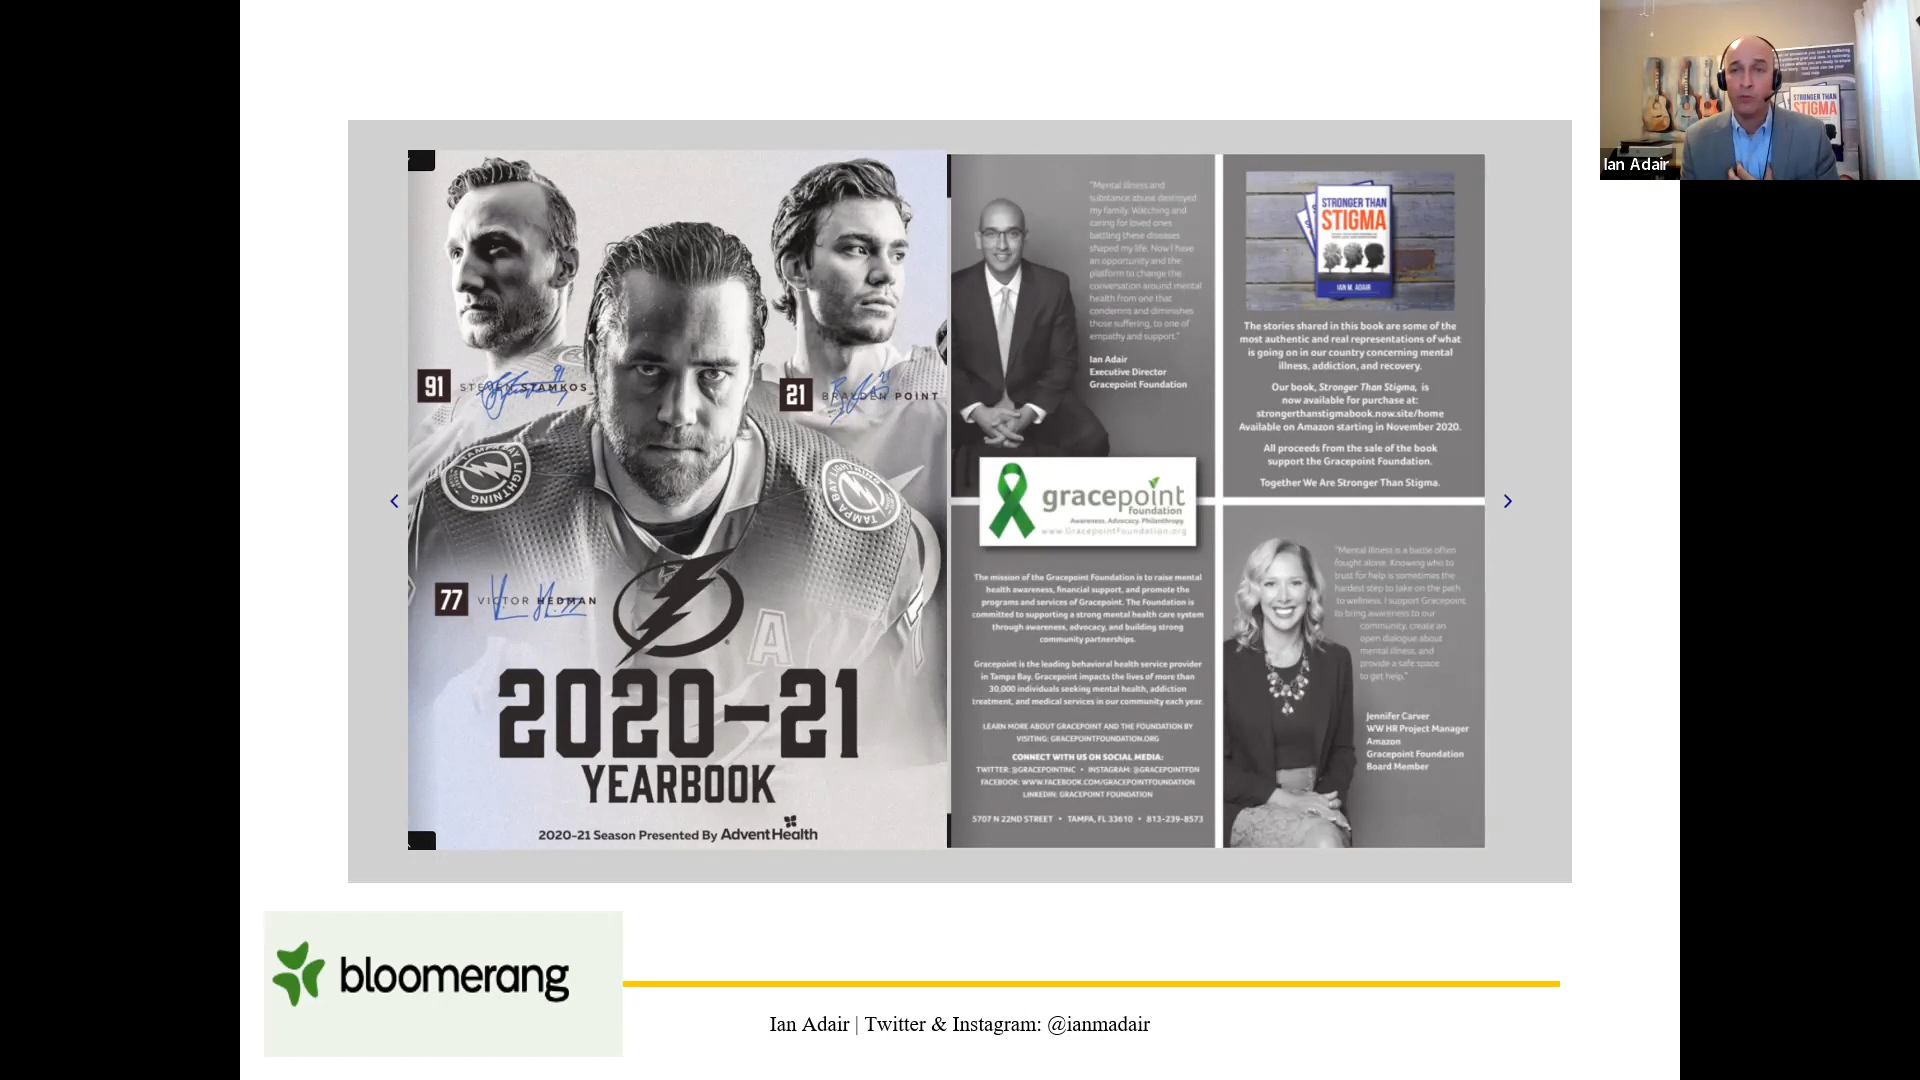 91 STEVEN STAMKOS
21 BRAYDEN POINT
TAMPA BAY LIGHTNING
TAMPA BAY LIGHTNING
77 VICTOR HEDMAN
A
2020-21
YEARBOOK
2020-21 Season Presented By AdventHealth
"Mental illness and
substance abuse destroyed
my family. Watching and
caring for loved ones
battling these diseases
shaped my life. Now I have
an opportunity and the
platform to change the
conversation around mental
health from one that
condemns and diminishes
those suffering, to one of
empathy and support."
Ian Adair
Executive Director
Gracepoint Foundation
gracepoint
foundation
Awareness. Advocacy. Philanthropy.
www.GracepointFoundation.org
The mission of the Gracepoint Foundation is to raise mental
health awareness, financial support, and promote the
programs and services of Gracepoint. The Foundation is
committed to supporting a strong mental health care system
through awareness, advocacy, and building strong
community partnerships.
Gracepoint is the leading behavioral health service provider
in Tampa Bay. Gracepoint impacts the lives of more than
30,000 individuals seeking mental health, addiction
treatment, and medical services in our community each year.
LEARN MORE ABOUT GRACEPOINT AND THE FOUNDATION BY
VISITING: GRACEPOINTFOUNDATION.ORG
CONNECT WITH US ON SOCIAL MEDIA:
TWITTER: @GRACEPOINTINC • INSTAGRAM: @GRACEPOINTFDN
FACEBOOK: WWW.FACEBOOK.COM/GRACEPOINTFOUNDATION
LINKEDIN: GRACEPOINT FOUNDATION
5707 N 22ND STREET • TAMPA, FL 33610 • 813-239-8573
STRONGER THAN
STIGMA
IAN M. ADAIR
The stories shared in this book are some of the
most authentic and real representations of what
is going on in our country concerning mental
illness, addiction, and recovery.
Our book, Stronger Than Stigma, is
now available for purchase at:
strongerthanstigmabook.now.site/home
Available on Amazon starting in November 2020.
All proceeds from the sale of the book
support the Gracepoint Foundation.
Together We Are Stronger Than Stigma.
"Mental illness is a battle often
fought alone. Knowing who to
trust for help is sometimes the
hardest step to take on the path
to wellness. I support Gracepoint
to bring awareness to our
community, create an
open dialogue about
mental illness, and
provide a safe space
to get help."
Jennifer Carver
WW HR Project Manager
Amazon
Gracepoint Foundation
Board Member
bloomerang
Ian Adair | Twitter & Instagram: @ianmadair
STRONGER THAN
STIGMA
Ian Adair